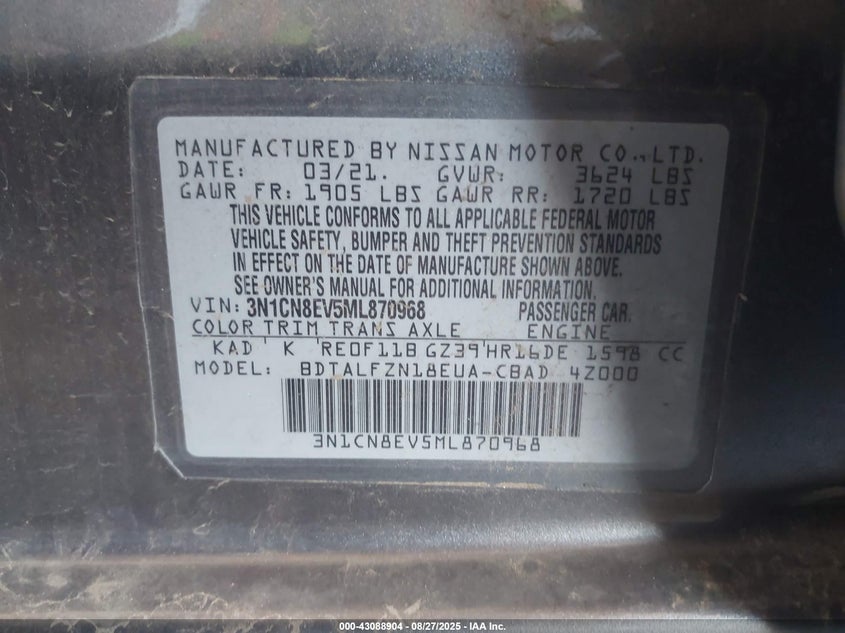 MANUFACTURED BY NISSAN MOTOR CO., LTD.
DATE: 03/21. GVWR: 3624 LBS
GAWR FR: 1905 LBS GAWR RR: 1720 LBS
THIS VEHICLE CONFORMS TO ALL APPLICABLE FEDERAL MOTOR
VEHICLE SAFETY, BUMPER AND THEFT PREVENTION STANDARDS
IN EFFECT ON THE DATE OF MANUFACTURE SHOWN ABOVE.
SEE OWNER'S MANUAL FOR ADDITIONAL INFORMATION.
VIN: 3N1CN8EV5ML870968 PASSENGER CAR.
COLOR TRIM TRANS AXLE ENGINE
KAD K RE0F11B GZ39 HR16DE 1598 CC
MODEL: BDTALFZN18EUA-CBAD 4Z000
3N1CN8EV5ML870968
000-43088904 - 08/27/2025 - IAA Inc.